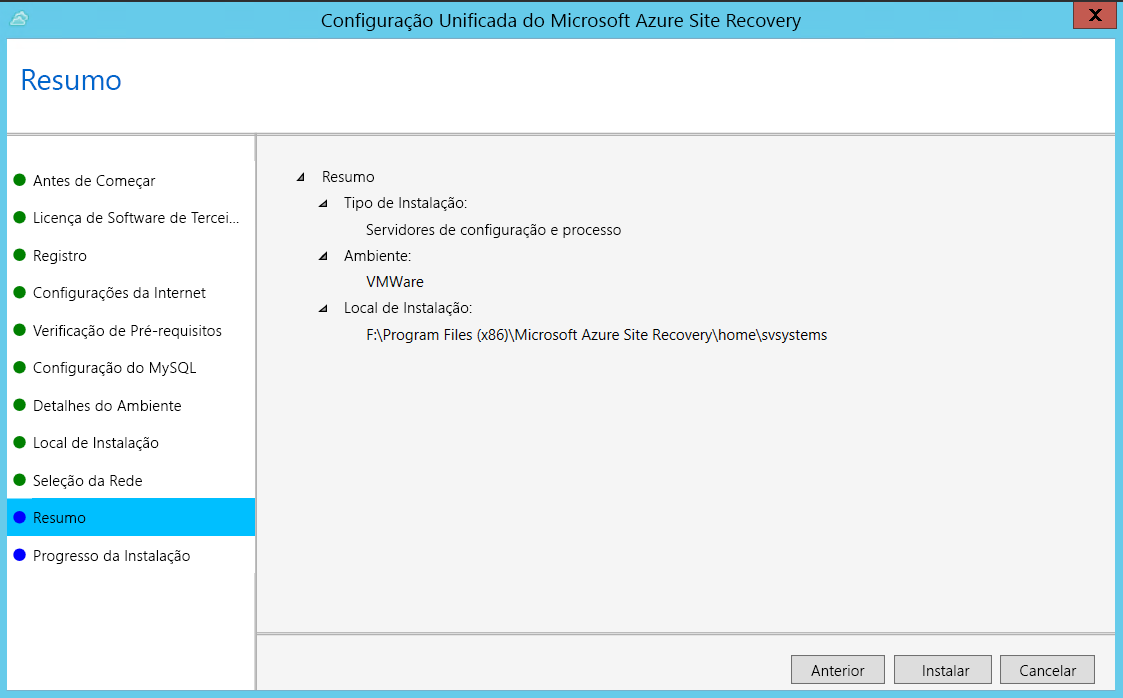 Configuração Unificada do Microsoft Azure Site Recovery
X
Resumo
Antes de Começar
Licença de Software de Tercei...
Registro
Configurações da Internet
Verificação de Pré-requisitos
Configuração do MySQL
Detalhes do Ambiente
Local de Instalação
Seleção da Rede
Resumo
Progresso da Instalação
Resumo
Tipo de Instalação:
Servidores de configuração e processo
Ambiente:
VMWare
Local de Instalação:
F:\Program Files (x86)\Microsoft Azure Site Recovery\home\svsystems
Anterior
Instalar
Cancelar